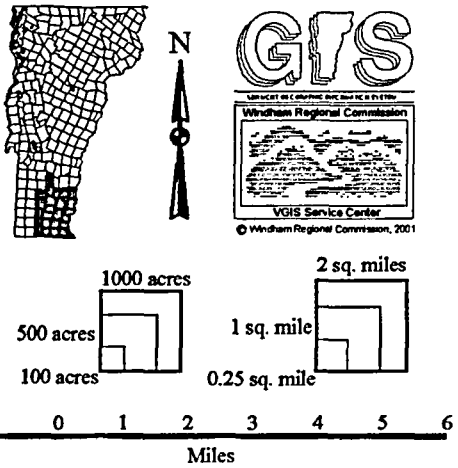 N
GIS
Windham Regional Commission
VGIS Service Center
© Windham Regional Commission, 2001
1000 acres
500 acres
100 acres
2 sq. miles
1 sq. mile
0.25 sq. mile
0 1 2 3 4 5 6
Miles